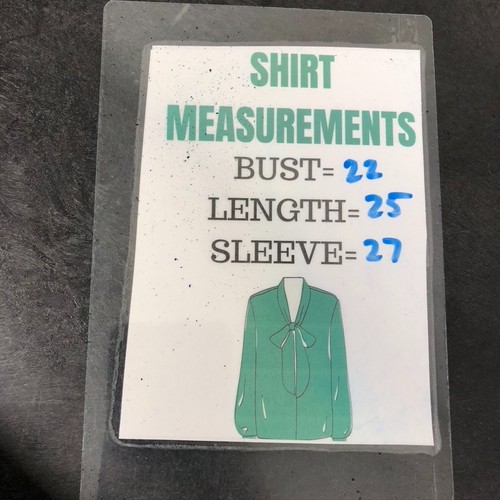 SHIRT
MEASUREMENTS
BUST= 22
LENGTH= 25
SLEEVE= 27